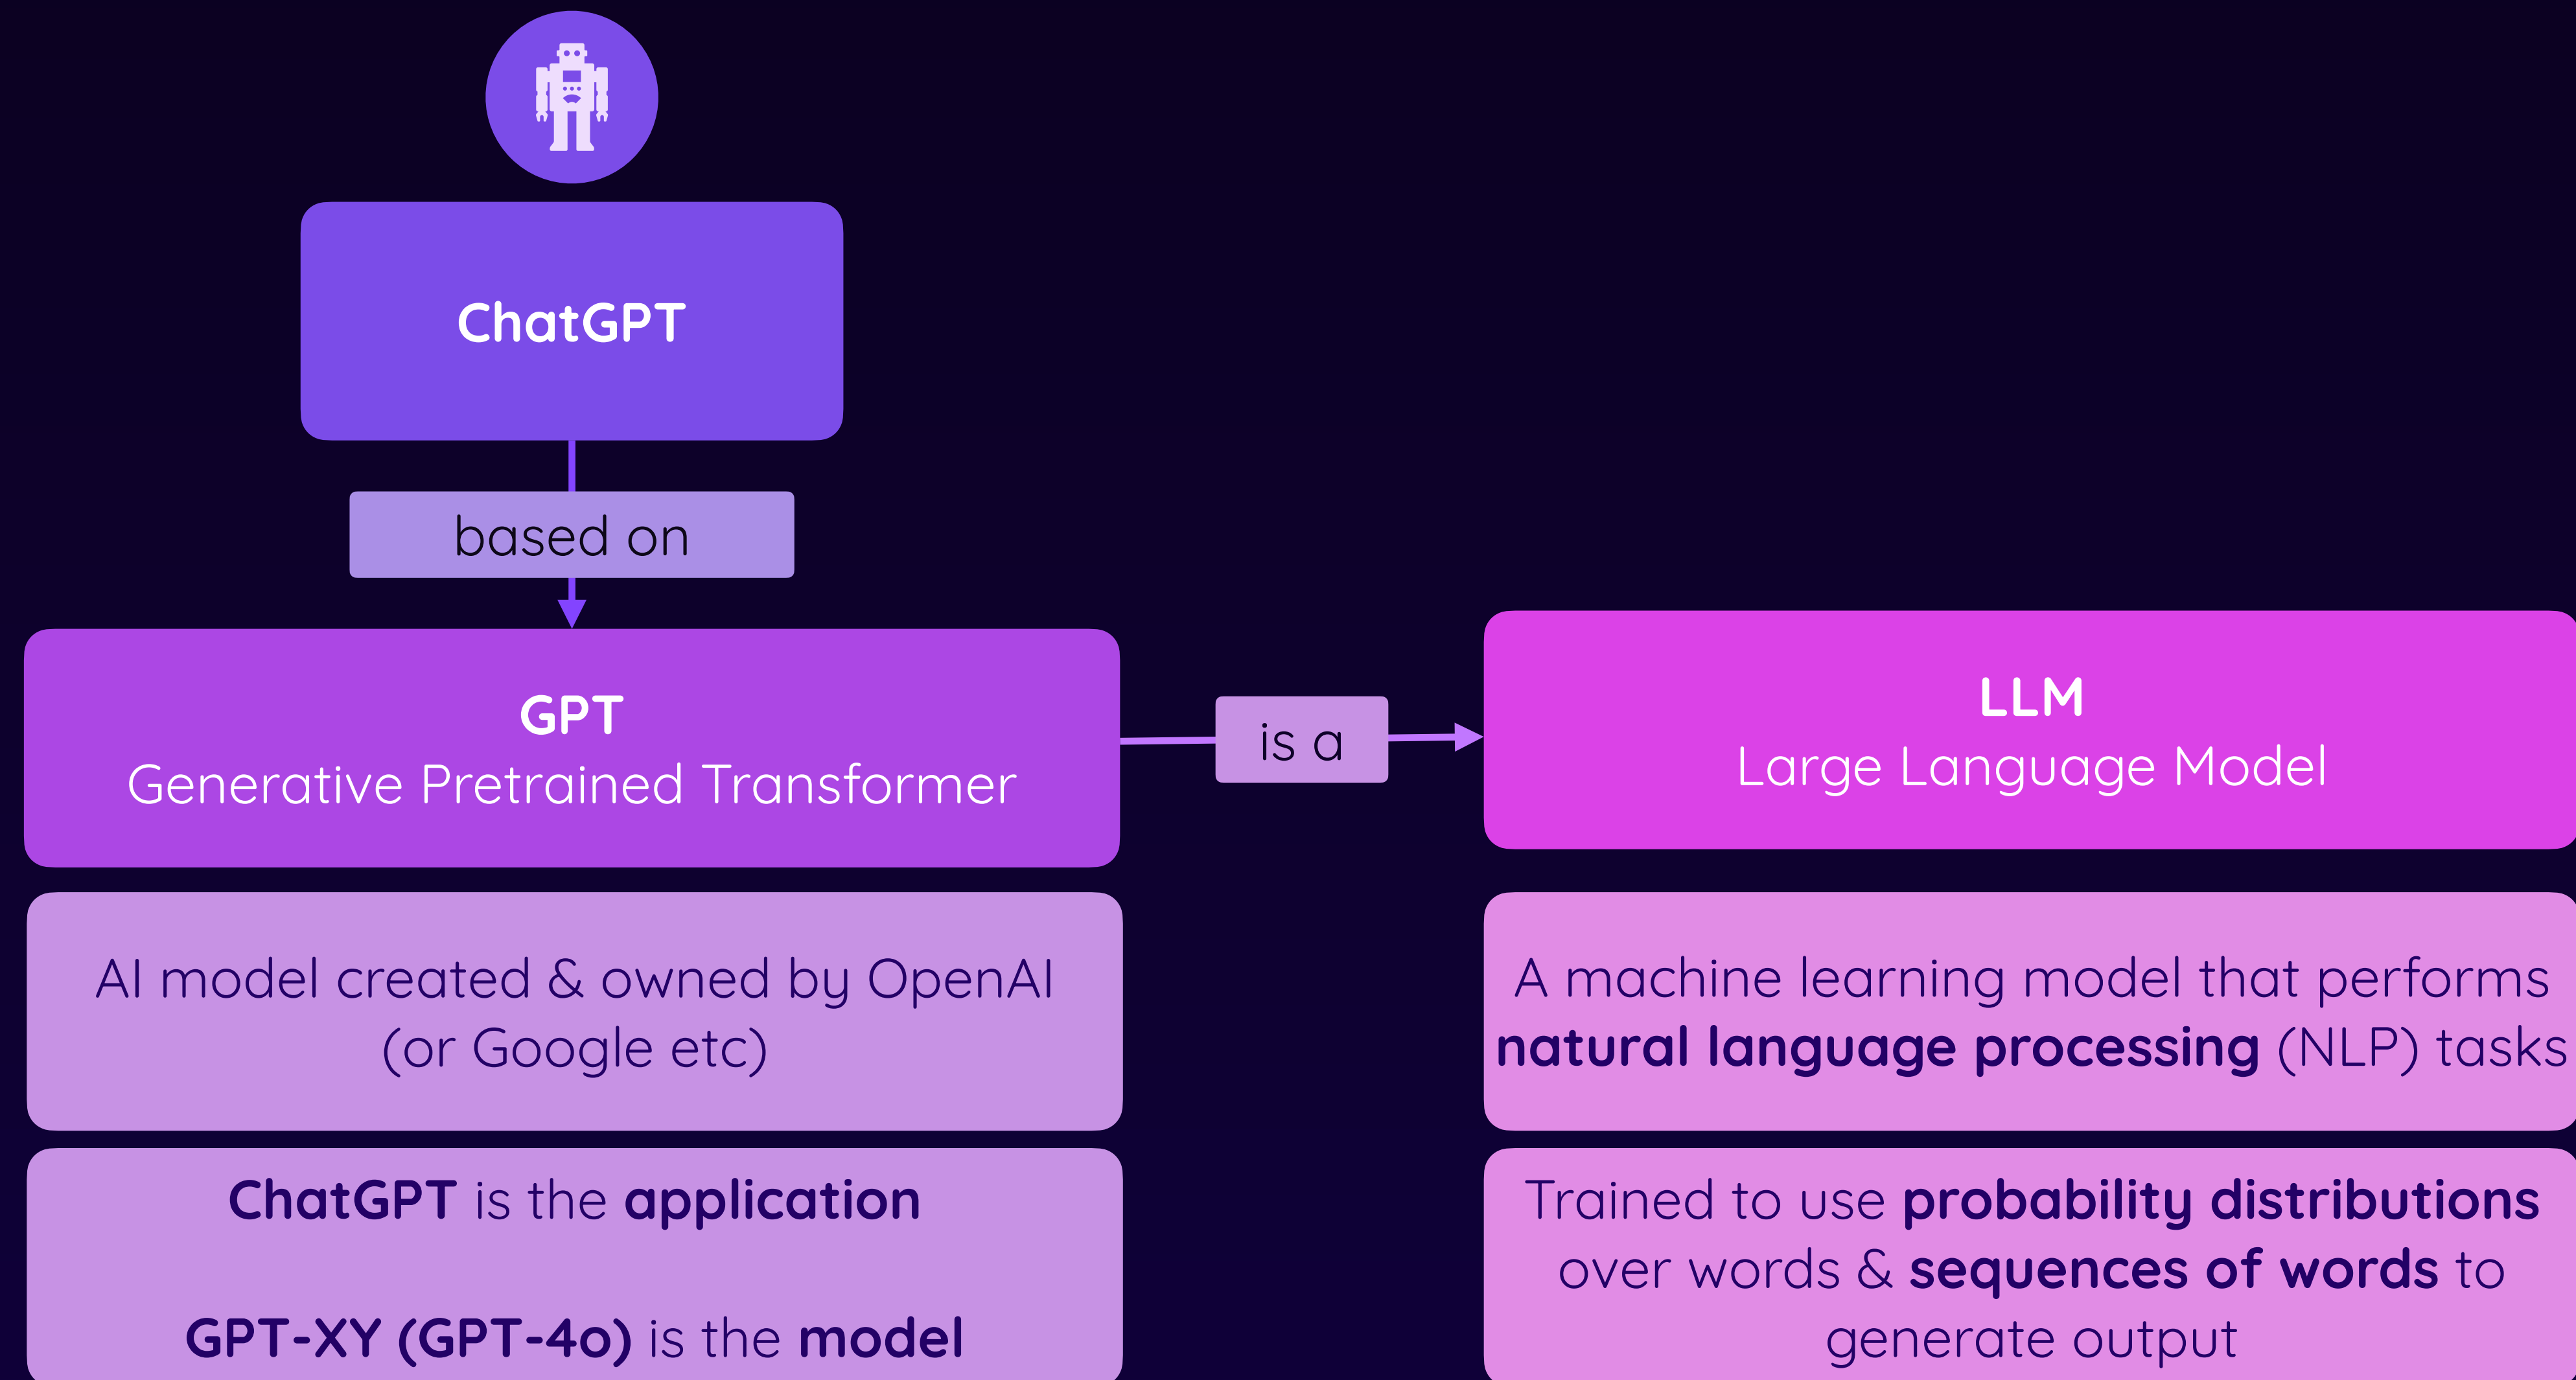 ChatGPT
based on
GPT
Generative Pretrained Transformer
is a
LLM
Large Language Model
AI model created & owned by OpenAI
(or Google etc)
A machine learning model that performs
natural language processing (NLP) tasks
ChatGPT is the application
GPT-XY (GPT-4o) is the model
Trained to use probability distributions
over words & sequences of words to
generate output